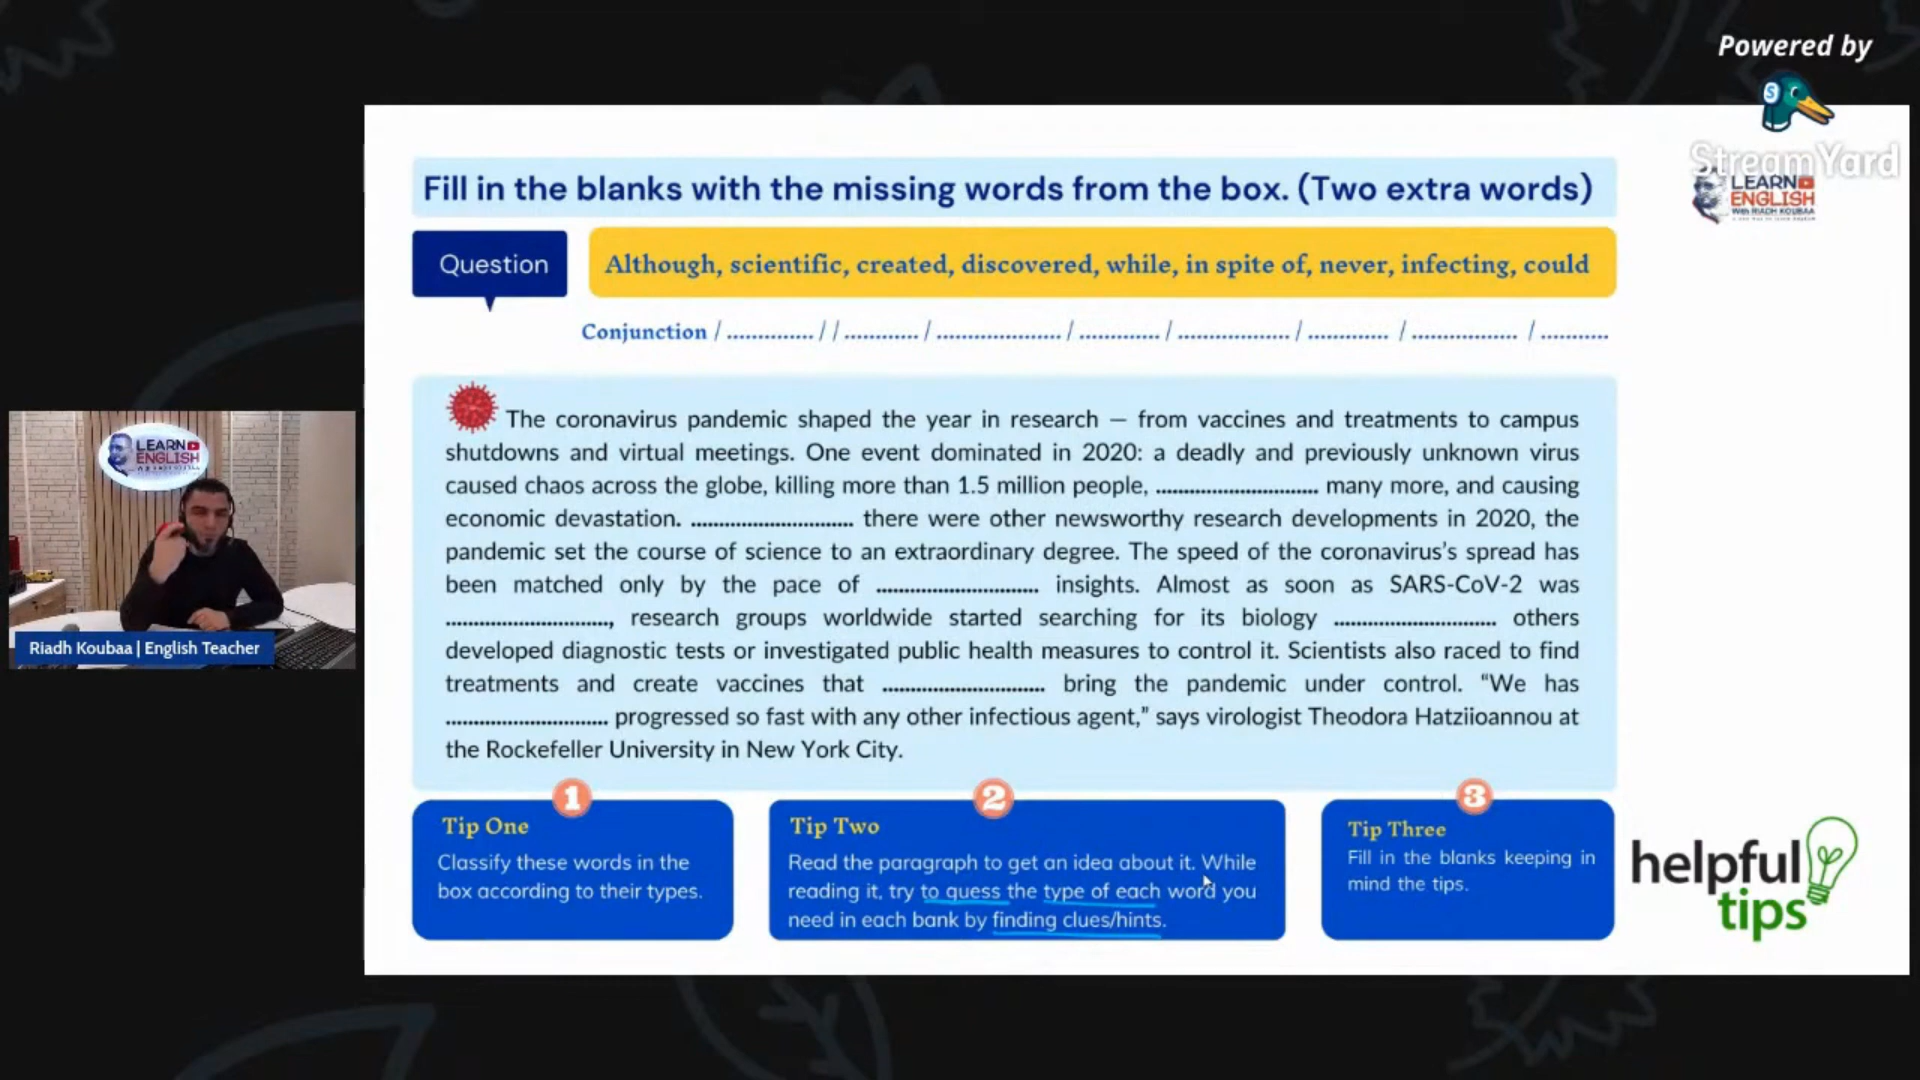 Powered by
StreamYard
LEARN
ENGLISH
With RIADH KOUBAA
Fill in the blanks with the missing words from the box. (Two extra words)
Question
Although, scientific, created, discovered, while, in spite of, never, infecting, could
Conjunction / .............. / / ............ / .................... / ............. / .................. / ............. / ................. / ...........
The coronavirus pandemic shaped the year in research — from vaccines and treatments to campus
shutdowns and virtual meetings. One event dominated in 2020: a deadly and previously unknown virus
caused chaos across the globe, killing more than 1.5 million people, ............................ many more, and causing
economic devastation. ............................ there were other newsworthy research developments in 2020, the
pandemic set the course of science to an extraordinary degree. The speed of the coronavirus's spread has
been matched only by the pace of ............................ insights. Almost as soon as SARS-CoV-2 was
............................, research groups worldwide started searching for its biology ............................ others
developed diagnostic tests or investigated public health measures to control it. Scientists also raced to find
treatments and create vaccines that ............................ bring the pandemic under control. “We has
............................ progressed so fast with any other infectious agent,” says virologist Theodora Hatziioannou at
the Rockefeller University in New York City.
LEARN
ENGLISH
Riadh Koubaa | English Teacher
1
Tip One
Classify these words in the
box according to their types.
2
Tip Two
Read the paragraph to get an idea about it. While
reading it, try to quess the type of each word you
need in each bank by finding clues/hints.
3
Tip Three
Fill in the blanks keeping in
mind the tips.
helpful
tips